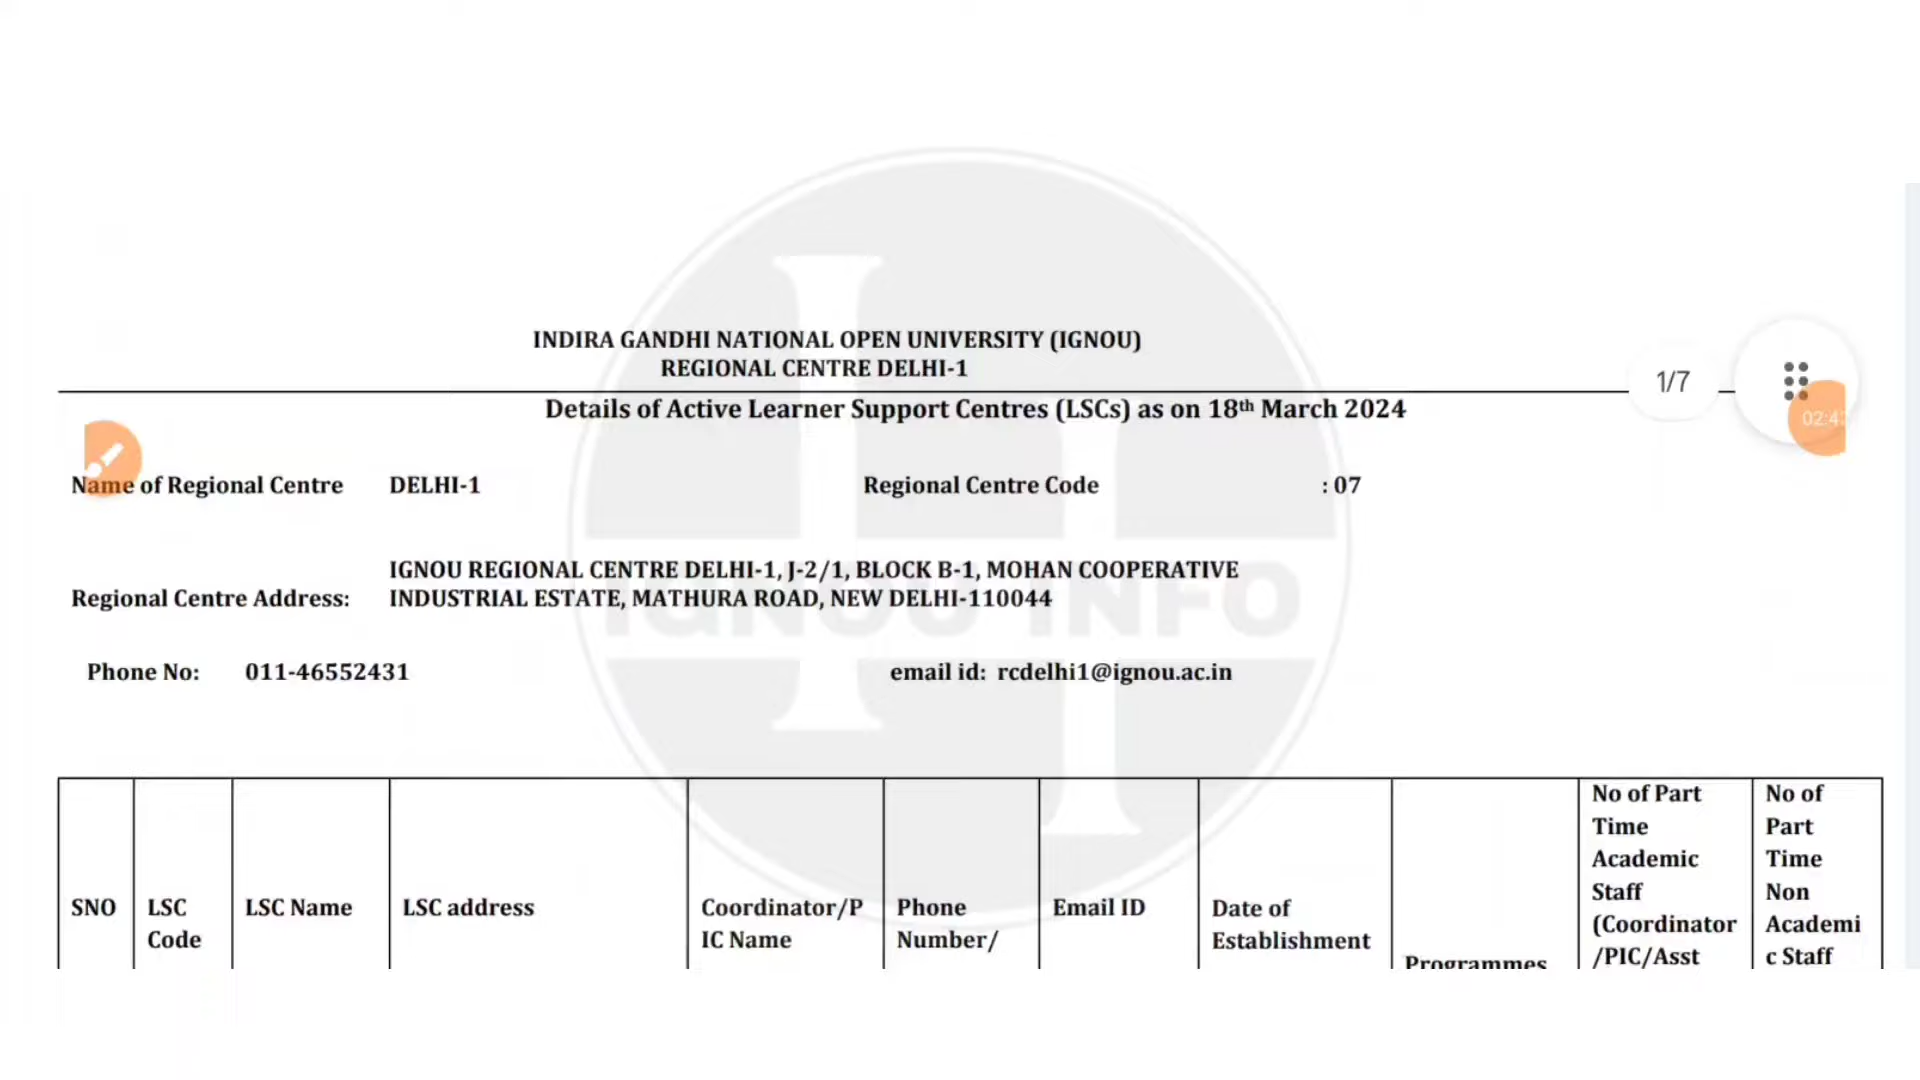 INDIRA GANDHI NATIONAL OPEN UNIVERSITY (IGNOU)
REGIONAL CENTRE DELHI-1
1/7
Details of Active Learner Support Centres (LSCs) as on 18th March 2024
Name of Regional Centre DELHI-1 Regional Centre Code : 07
IGNOU REGIONAL CENTRE DELHI-1, J-2/1, BLOCK B-1, MOHAN COOPERATIVE
Regional Centre Address: INDUSTRIAL ESTATE, MATHURA ROAD, NEW DELHI-110044
IGNOU INFO
Phone No: 011-46552431 email id: rcdelhi1@ignou.ac.in
SNO
LSC
Code
LSC Name
LSC address
Coordinator/P
IC Name
Phone
Number/
Email ID
Date of
Establishment
Programmes
No of Part
Time
Academic
Staff
(Coordinator
/PIC/Asst
No of
Part
Time
Non
Academi
c Staff